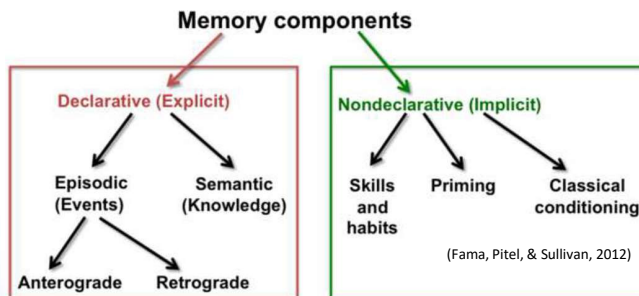 Memory components
Declarative (Explicit)
Episodic
(Events)
Semantic
(Knowledge)
Anterograde
Retrograde
Nondeclarative (Implicit)
Skills
and
habits
Priming
Classical
conditioning
(Fama, Pitel, & Sullivan, 2012)